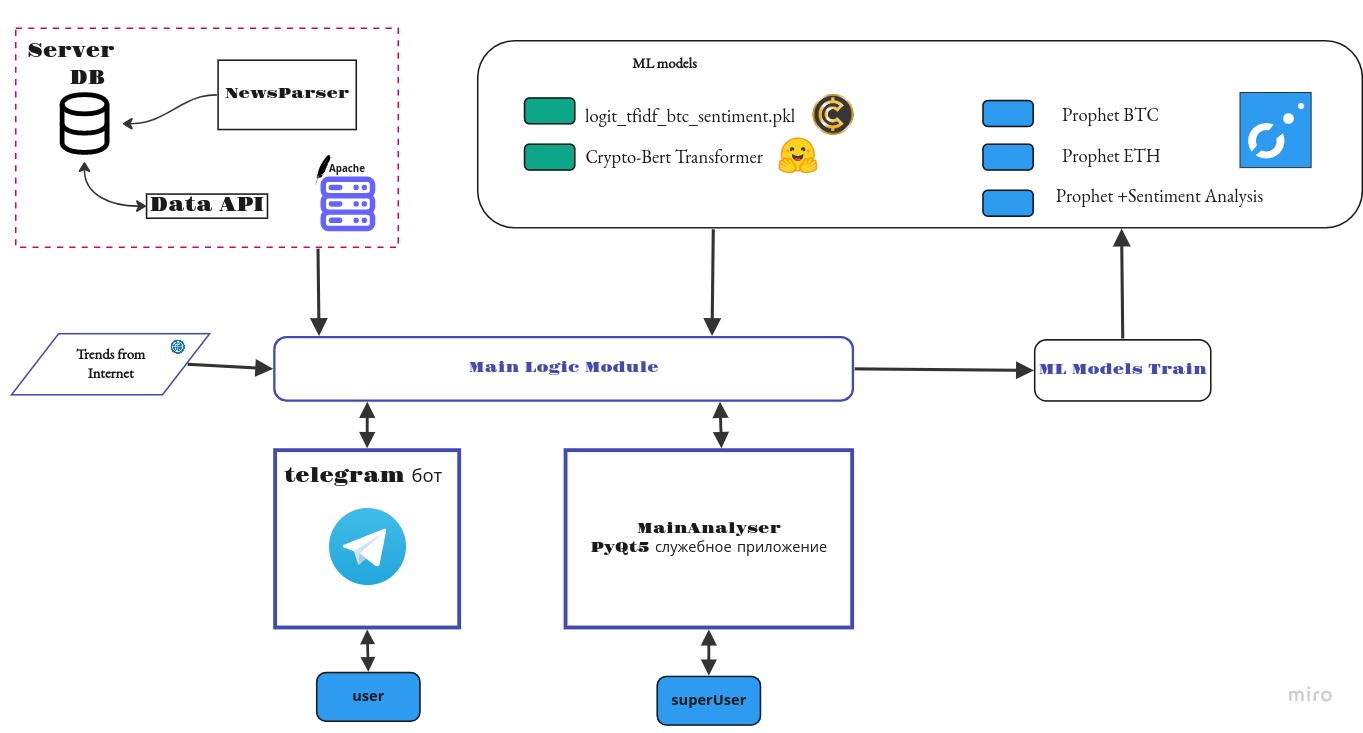 Server
DB
NewsParser
Data API
Apache
ML models
logit_tfidf_btc_sentiment.pkl
Crypto-Bert Transformer
Prophet BTC
Prophet ETH
Prophet +Sentiment Analysis
Trends from
Internet
Main Logic Module
ML Models Train
telegram бот
MainAnalyser
PyQt5 служебное приложение
user
superUser
miro